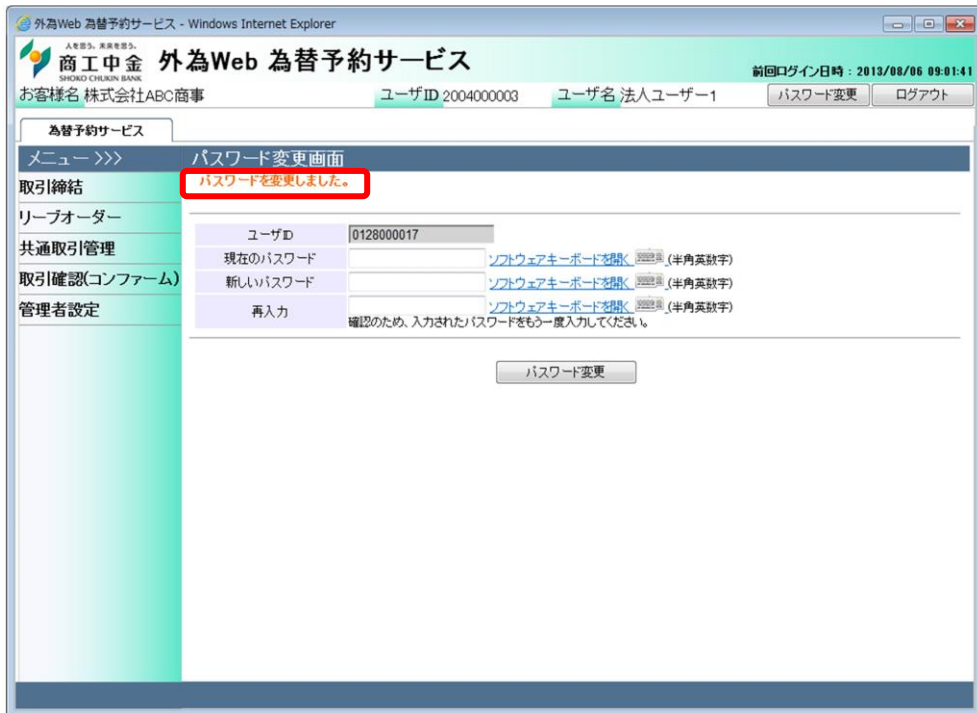 外為Web 為替予約サービス - Windows Internet Explorer
人を思う。未来を思う。
商工中金 外為Web 為替予約サービス
SHOKO CHUKIN BANK
前回ログイン日時：2013/08/06 09:01:41
お客様名 株式会社ABC商事 ユーザID 2004000003 ユーザ名 法人ユーザー1 パスワード変更 ログアウト
為替予約サービス
メニュー >>> パスワード変更画面
パスワードを変更しました。
取引締結
リーブオーダー
共通取引管理
取引確認(コンファーム)
管理者設定
ユーザID 0128000017
現在のパスワード ソフトウェアキーボードを開く (半角英数字)
新しいパスワード ソフトウェアキーボードを開く (半角英数字)
再入力 ソフトウェアキーボードを開く (半角英数字)
確認のため、入力されたパスワードをもう一度入力してください。
パスワード変更